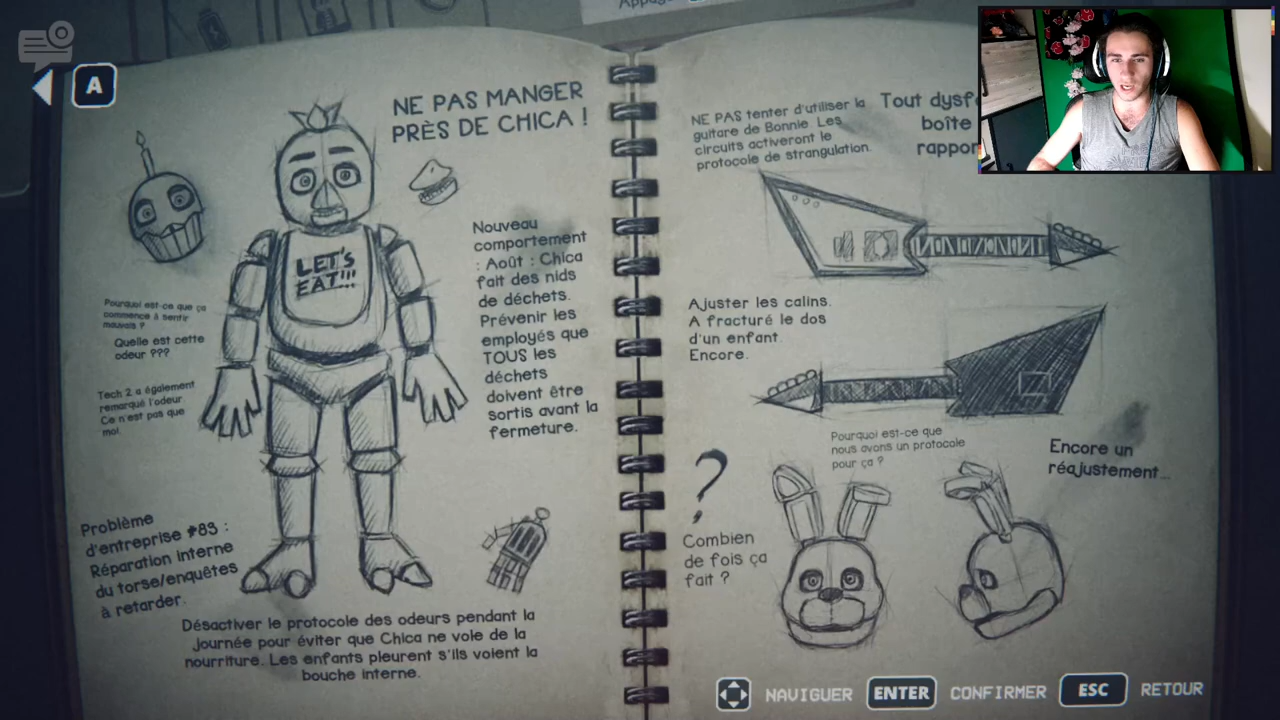 Appuy
A
NE PAS MANGER
PRÈS DE CHICA !
LET'S
EAT!!!
Nouveau
comportement
: Août : Chica
fait des nids
de déchets.
Prévenir les
employés que
TOUS les
déchets
doivent être
sortis avant la
fermeture.
Pourquoi est-ce que ça
commence à sentir
mauvais ?
Quelle est cette
odeur ???
Tech 2 a également
remarqué l'odeur.
Ce n'est pas que
moi.
Problème
d'entreprise #83 :
Réparation interne
du torse/enquêtes
à retarder.
Désactiver le protocole des odeurs pendant la
journée pour éviter que Chica ne vole de la
nourriture. Les enfants pleurent s'ils voient la
bouche interne.
NE PAS tenter d'utiliser la
guitare de Bonnie. Les
circuits activeront le
protocole de strangulation.
Tout dysf
boîte
rappor
Ajuster les calins.
A fracturé le dos
d'un enfant.
Encore.
Pourquoi est-ce que
nous avons un protocole
pour ça ?
Encore un
réajustement...
?
Combien
de fois ça
fait ?
NAVIGUER ENTER CONFIRMER ESC RETOUR